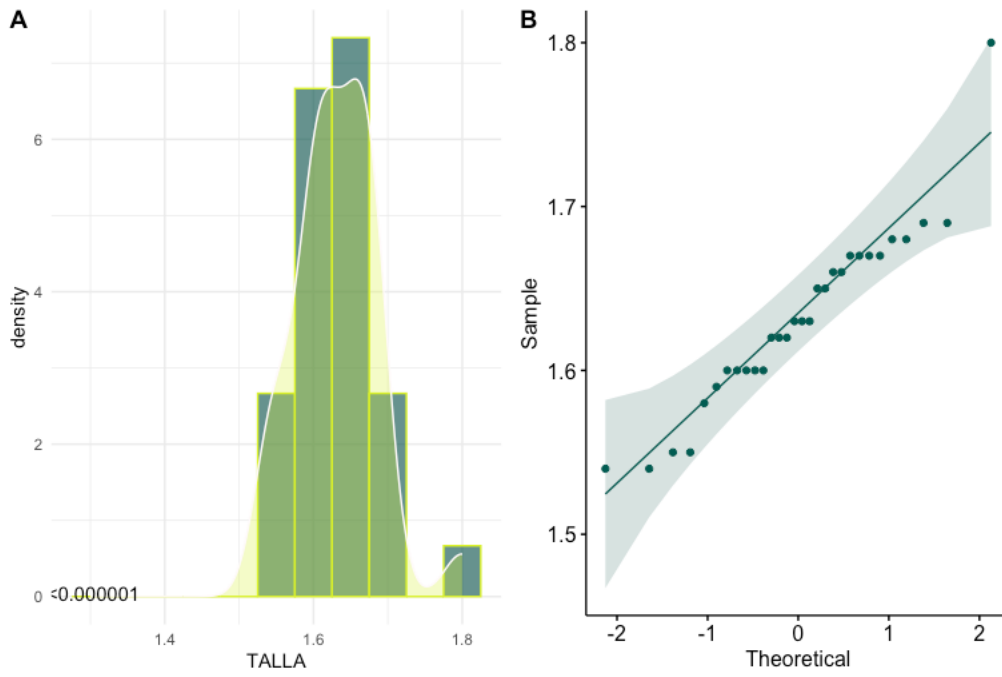 A
density
6
4
2
0
<0.000001
1.4
1.6
1.8
TALLA
B
Sample
1.8
1.7
1.6
1.5
-2
-1
0
1
2
Theoretical